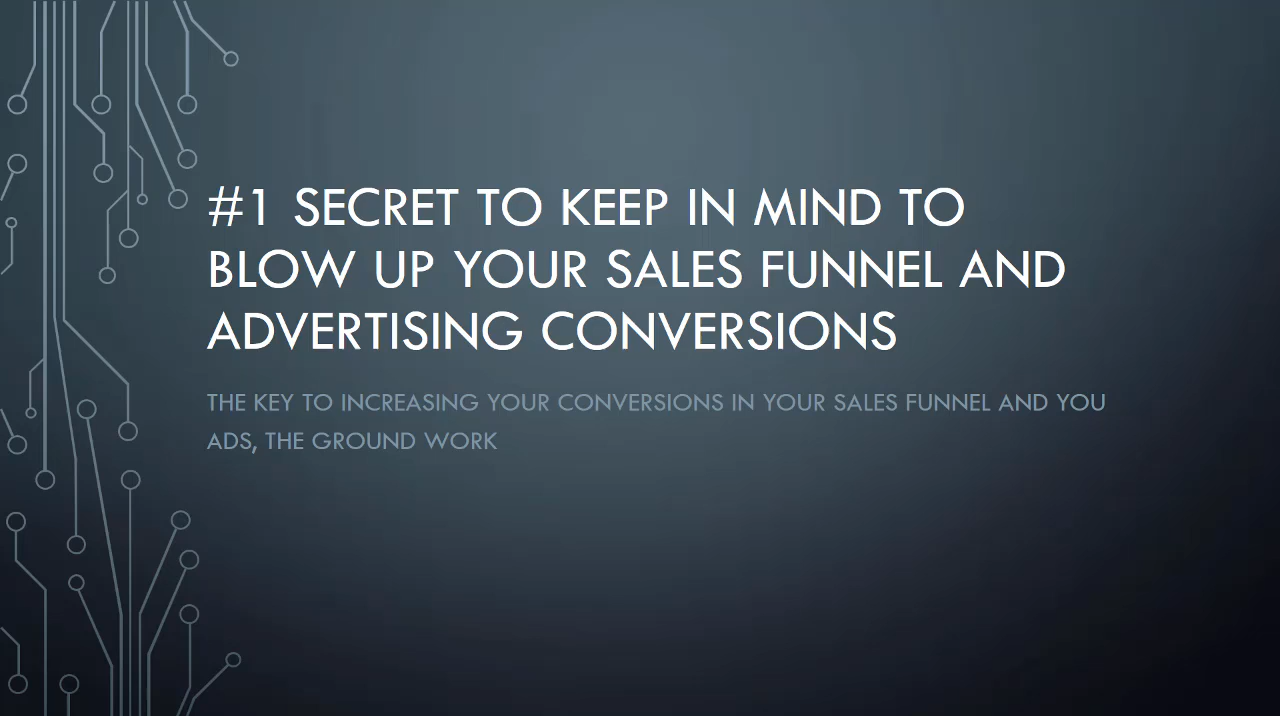 #1 SECRET TO KEEP IN MIND TO
BLOW UP YOUR SALES FUNNEL AND
ADVERTISING CONVERSIONS
THE KEY TO INCREASING YOUR CONVERSIONS IN YOUR SALES FUNNEL AND YOU
ADS, THE GROUND WORK